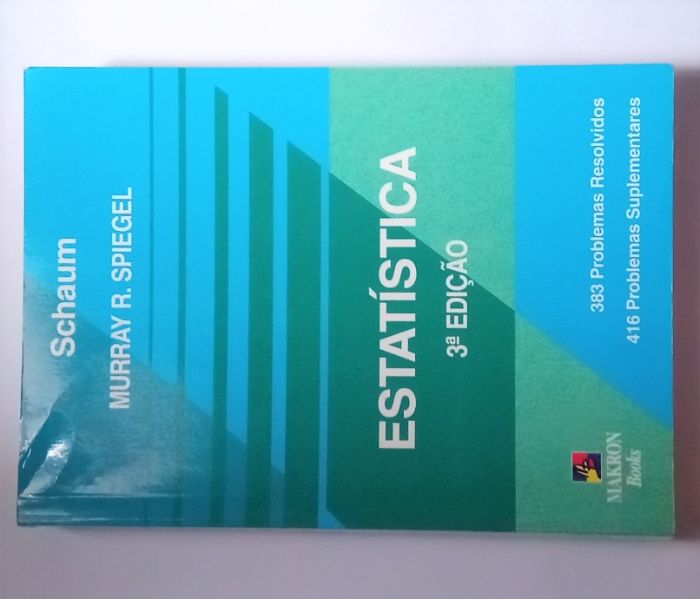 Schaum
MURRAY R. SPIEGEL
ESTATÍSTICA
3ª EDIÇÃO
383 Problemas Resolvidos
416 Problemas Suplementares
MAKRON
Books